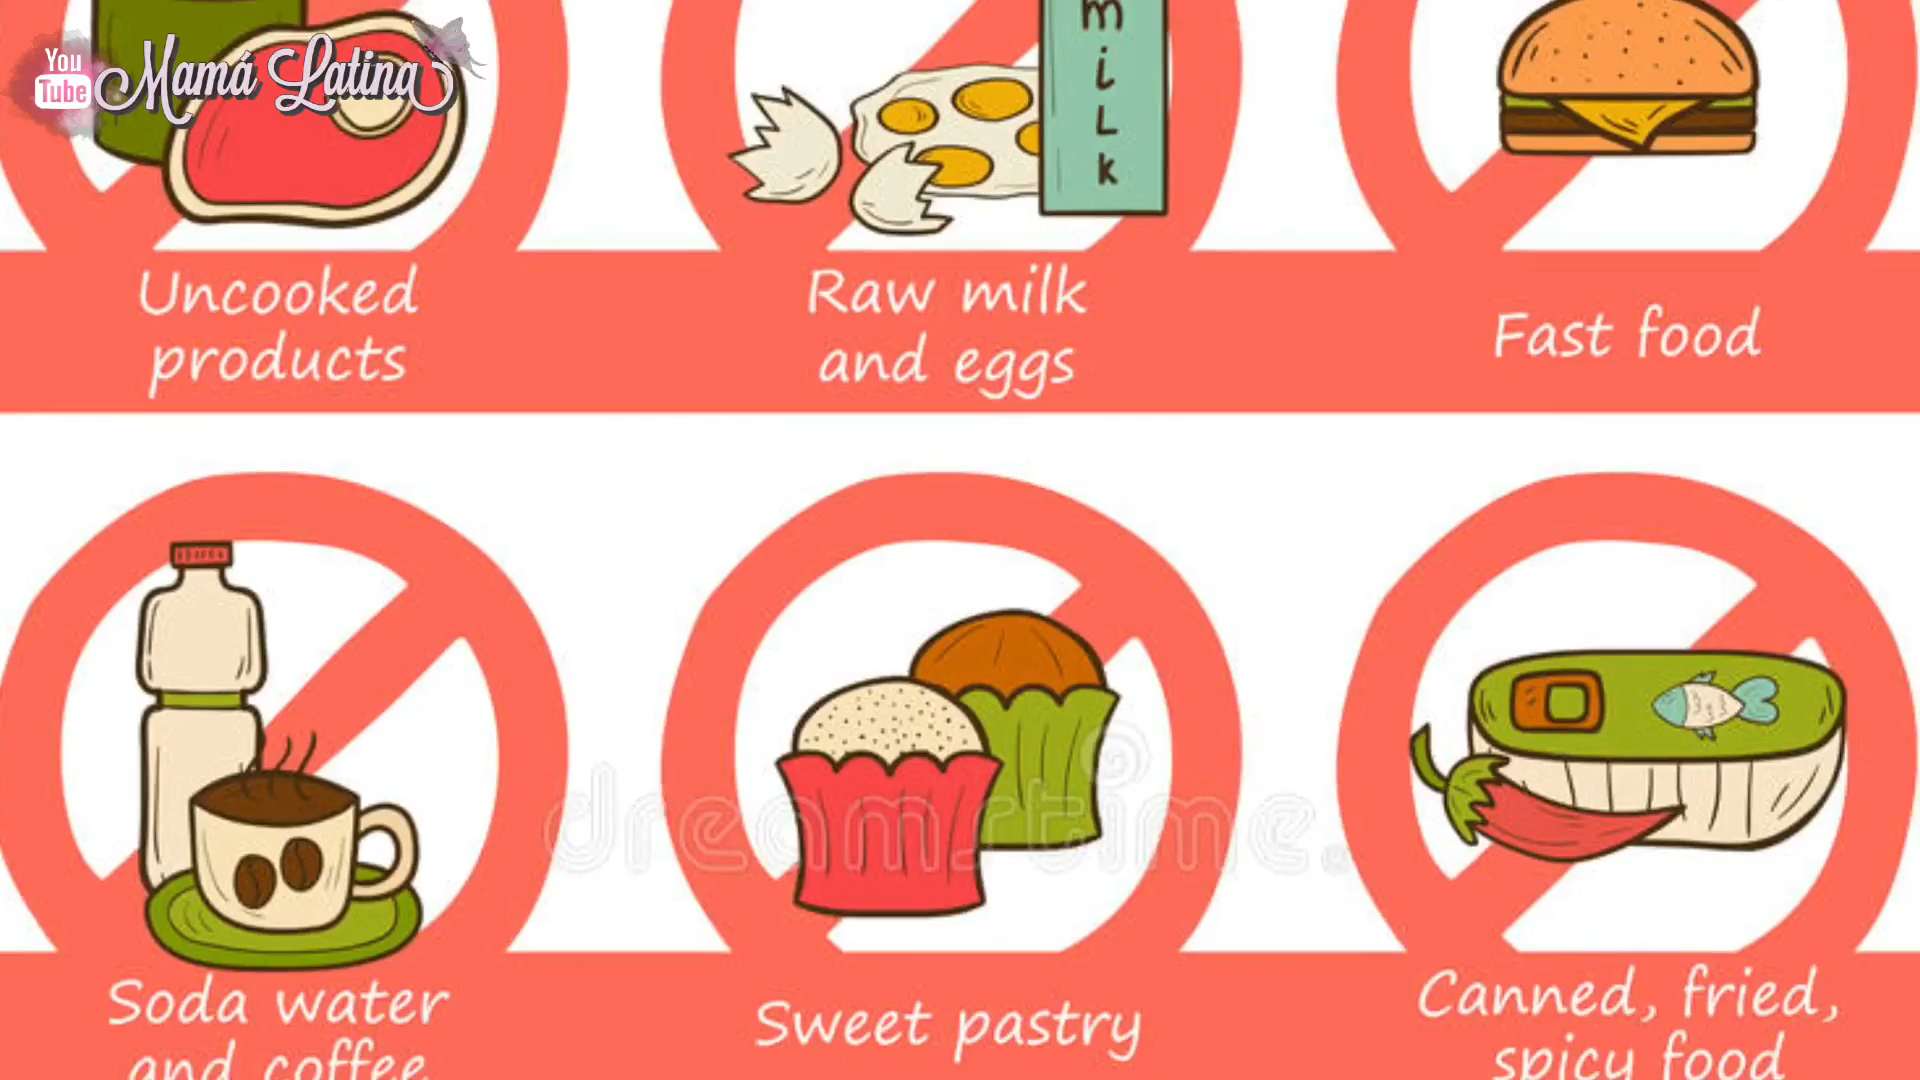 You
Tube
Mamá Latina
milk
Uncooked
products
Raw milk
and eggs
Fast food
dreamstime
Soda water
and coffee
Sweet pastry
Canned, fried,
spicy food